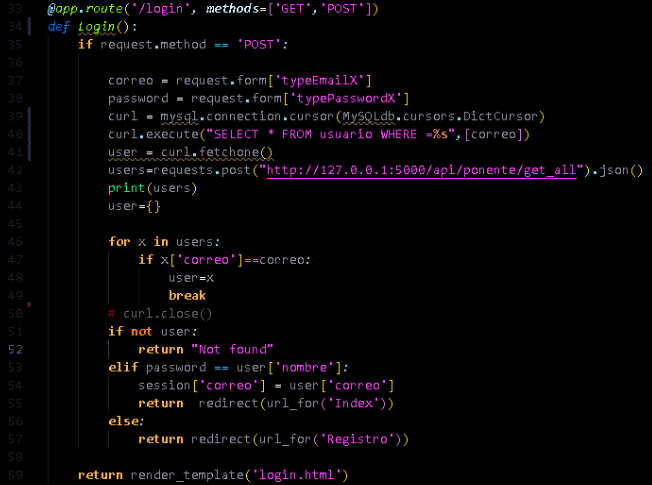 33 @app.route('/login', methods=['GET','POST'])
34 def Login():
35 if request.method == 'POST':
36
37 correo = request.form['typeEmailX']
38 password = request.form['typePasswordX']
39 curl = mysql.connection.cursor(MySQLdb.cursors.DictCursor)
40 curl.execute("SELECT * FROM usuario WHERE =%s",[correo])
41 user = curl.fetchone()
42 users=requests.post("http://127.0.0.1:5000/api/ponente/get_all").json()
43 print(users)
44 user={}
45
46 for x in users:
47 if x['correo']==correo:
48 user=x
49 break
50 # curl.close()
51 if not user:
52 return "Not found"
53 elif password == user['nombre']:
54 session['correo'] = user['correo']
55 return redirect(url_for('Index'))
56 else:
57 return redirect(url_for('Registro'))
58
59 return render_template('login.html')